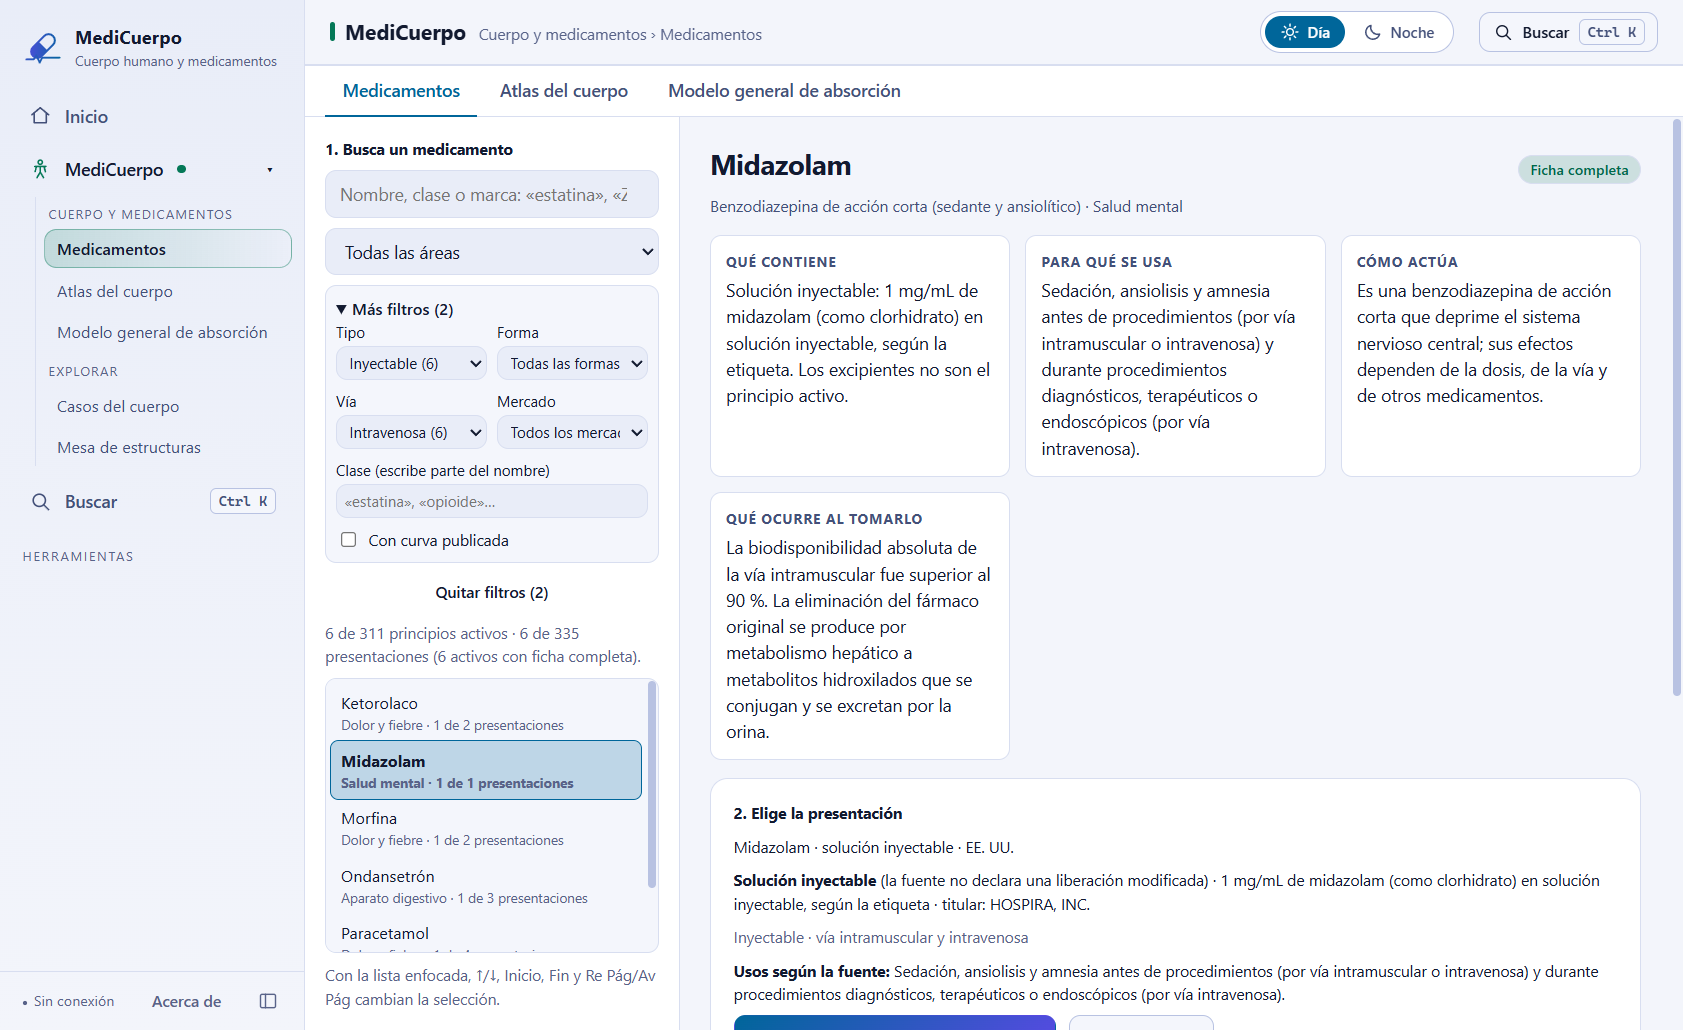 MediCuerpo
Cuerpo humano y medicamentos
Inicio
MediCuerpo
CUERPO Y MEDICAMENTOS
Medicamentos
Atlas del cuerpo
Modelo general de absorción
EXPLORAR
Casos del cuerpo
Mesa de estructuras
Buscar Ctrl K
HERRAMIENTAS
Sin conexión
Acerca de
MediCuerpo Cuerpo y medicamentos › Medicamentos
Día
Noche
Buscar Ctrl K
Medicamentos Atlas del cuerpo Modelo general de absorción
1. Busca un medicamento
Nombre, clase o marca: «estatina», «Z
Todas las áreas
▼ Más filtros (2)
Tipo Forma
Inyectable (6) Todas las formas
Vía Mercado
Intravenosa (6) Todos los merca
Clase (escribe parte del nombre)
«estatina», «opioide»...
Con curva publicada
Quitar filtros (2)
6 de 311 principios activos · 6 de 335
presentaciones (6 activos con ficha completa).
Ketorolaco
Dolor y fiebre · 1 de 2 presentaciones
Midazolam
Salud mental · 1 de 1 presentaciones
Morfina
Dolor y fiebre · 1 de 2 presentaciones
Ondansetrón
Aparato digestivo · 1 de 3 presentaciones
Paracetamol
Con la lista enfocada, ↑/↓, Inicio, Fin y Re Pág/Av
Pág cambian la selección.
Midazolam
Ficha completa
Benzodiazepina de acción corta (sedante y ansiolítico) · Salud mental
QUÉ CONTIENE
Solución inyectable: 1 mg/mL de
midazolam (como clorhidrato) en
solución inyectable, según la
etiqueta. Los excipientes no son el
principio activo.
PARA QUÉ SE USA
Sedación, ansiolisis y amnesia
antes de procedimientos (por vía
intramuscular o intravenosa) y
durante procedimientos
diagnósticos, terapéuticos o
endoscópicos (por vía
intravenosa).
CÓMO ACTÚA
Es una benzodiazepina de acción
corta que deprime el sistema
nervioso central; sus efectos
dependen de la dosis, de la vía y
de otros medicamentos.
QUÉ OCURRE AL TOMARLO
La biodisponibilidad absoluta de
la vía intramuscular fue superior al
90 %. La eliminación del fármaco
original se produce por
metabolismo hepático a
metabolitos hidroxilados que se
conjugan y se excretan por la
orina.
2. Elige la presentación
Midazolam · solución inyectable · EE. UU.
Solución inyectable (la fuente no declara una liberación modificada) · 1 mg/mL de midazolam (como clorhidrato) en solución
inyectable, según la etiqueta · titular: HOSPIRA, INC.
Inyectable · vía intramuscular y intravenosa
Usos según la fuente: Sedación, ansiolisis y amnesia antes de procedimientos (por vía intramuscular o intravenosa) y durante
procedimientos diagnósticos, terapéuticos o endoscópicos (por vía intravenosa).